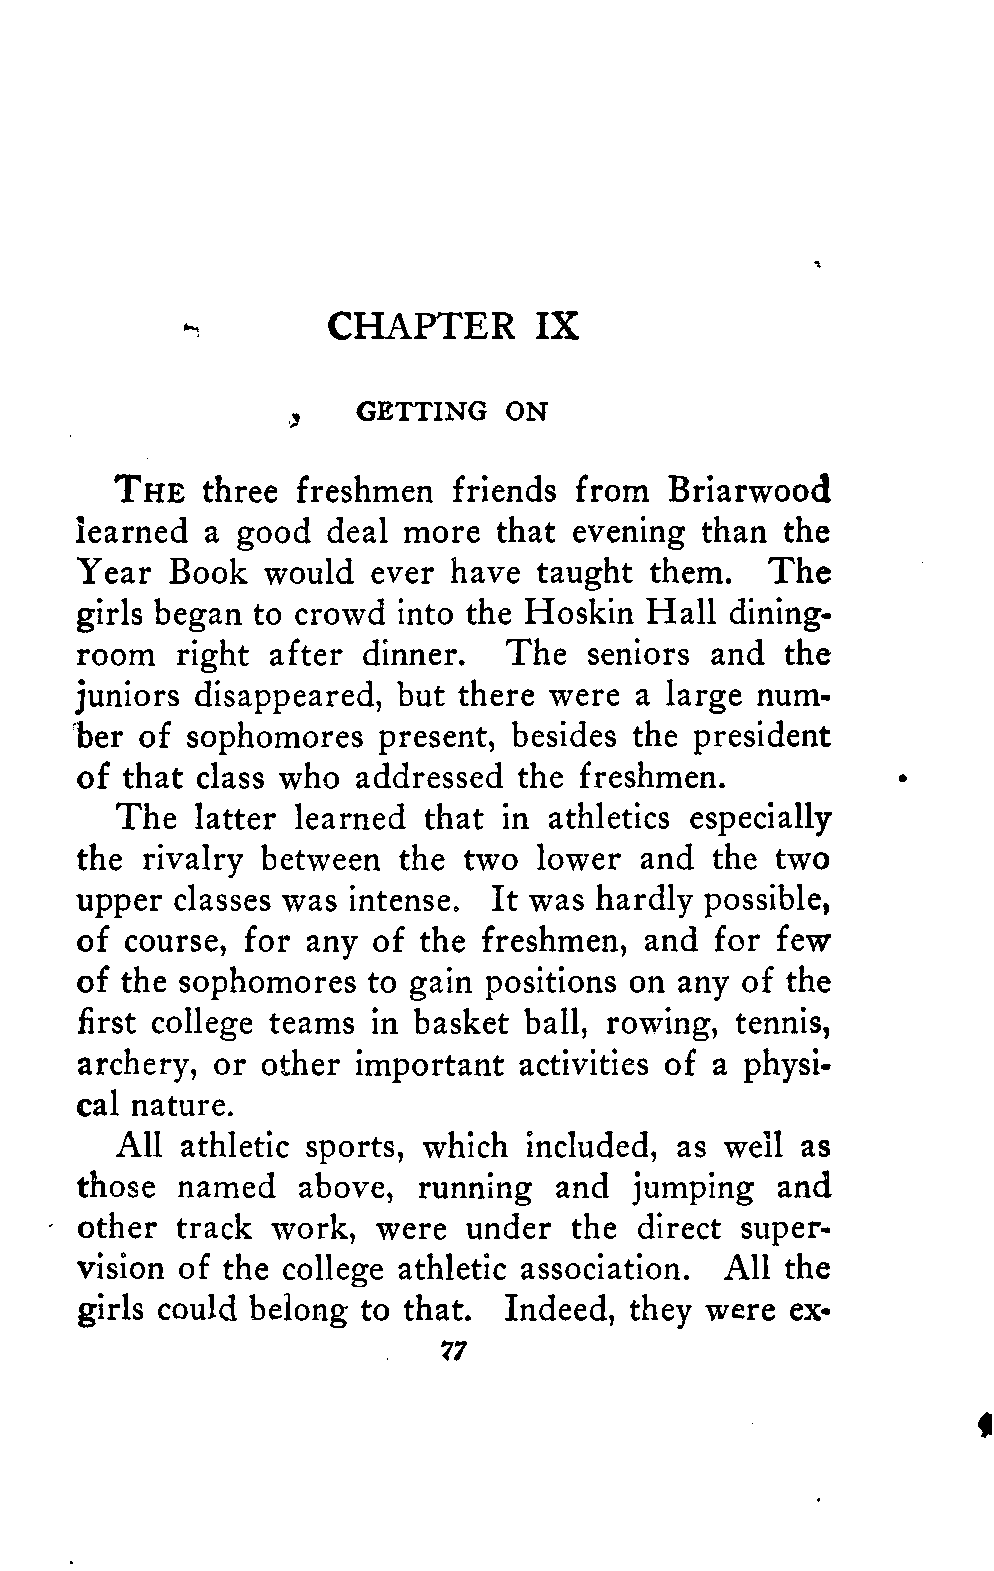 CHAPTER IX
GETTING ON
THE three freshmen friends from Briarwood
learned a good deal more that evening than the
Year Book would ever have taught them. The
girls began to crowd into the Hoskin Hall dining-
room right after dinner. The seniors and the
juniors disappeared, but there were a large num-
ber of sophomores present, besides the president
of that class who addressed the freshmen.
The latter learned that in athletics especially
the rivalry between the two lower and the two
upper classes was intense. It was hardly possible,
of course, for any of the freshmen, and for few
of the sophomores to gain positions on any of the
first college teams in basket ball, rowing, tennis,
archery, or other important activities of a physi-
cal nature.
All athletic sports, which included, as well as
those named above, running and jumping and
other track work, were under the direct super-
vision of the college athletic association. All the
girls could belong to that. Indeed, they were ex-
77